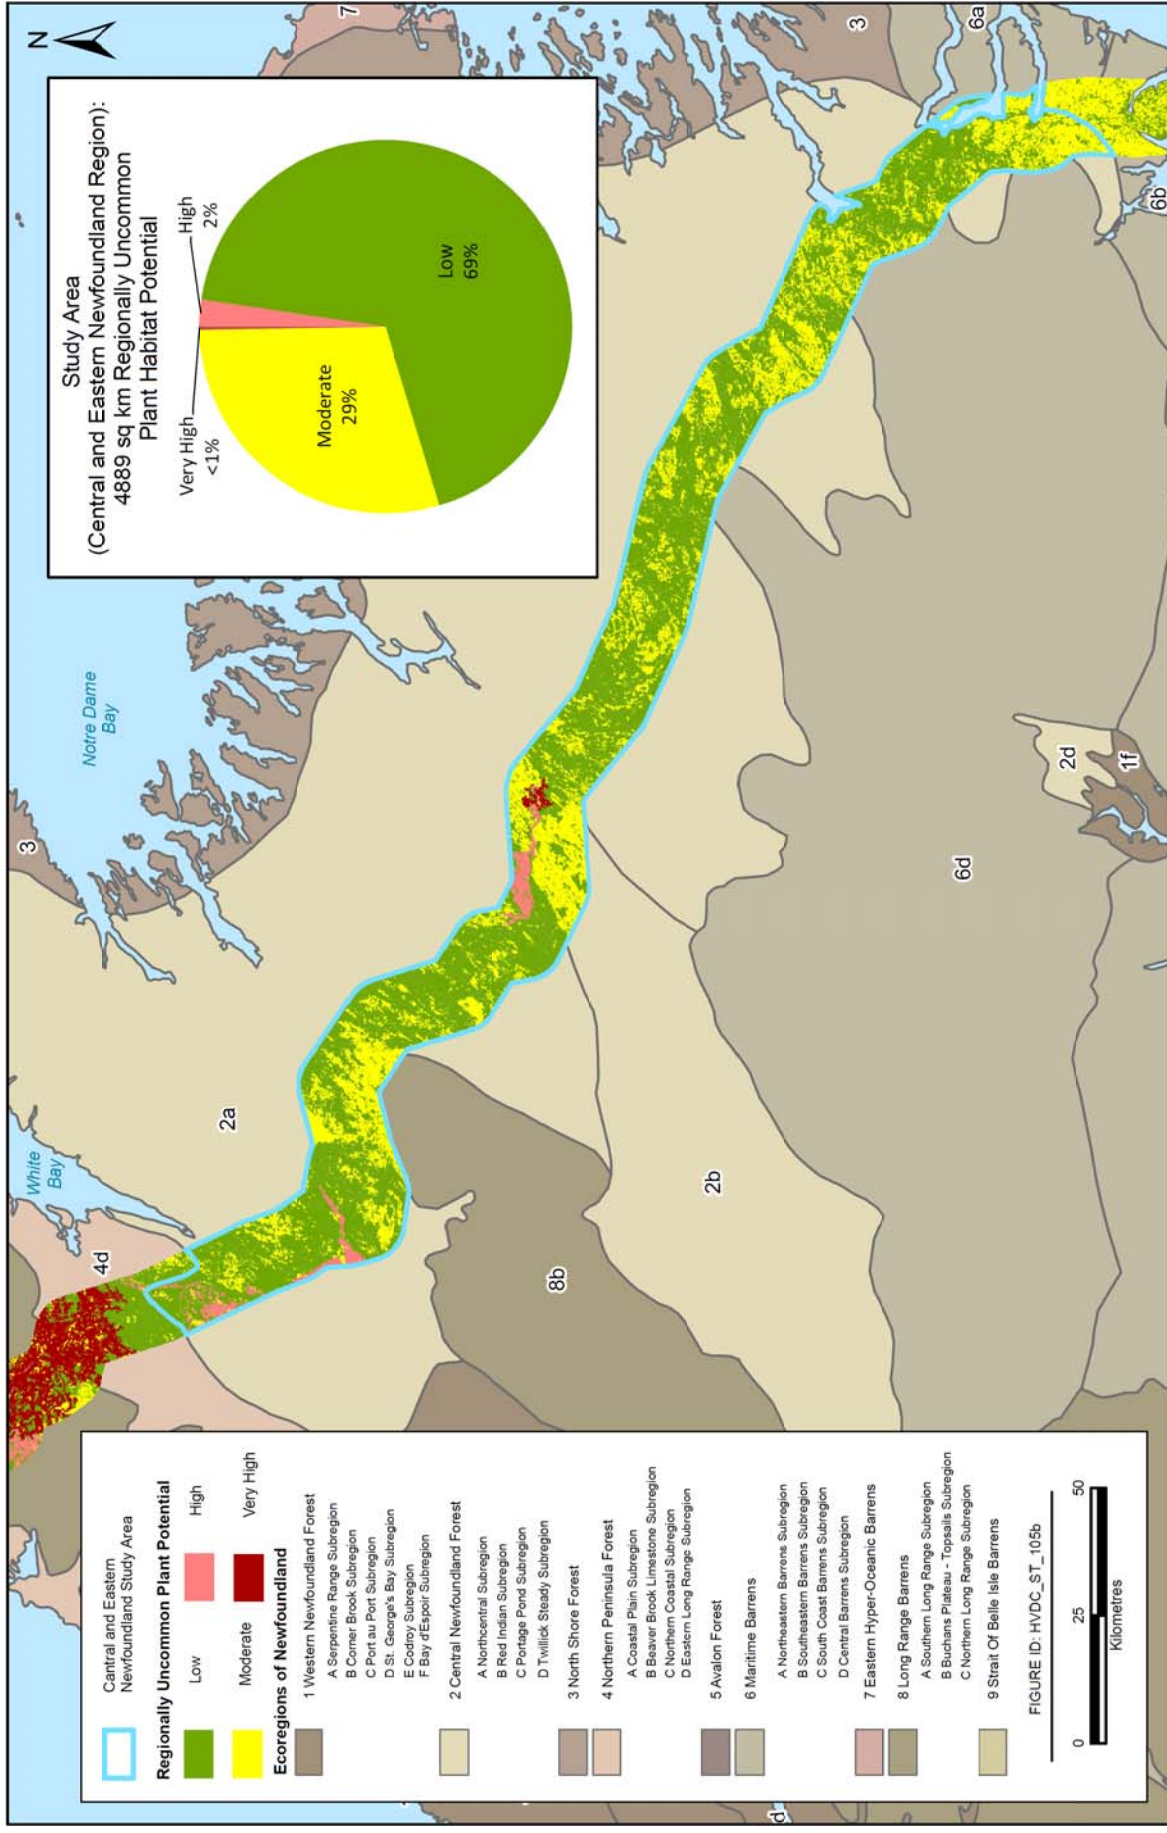 N
Study Area
(Central and Eastern Newfoundland Region):
4889 sq km Regionally Uncommon
Plant Habitat Potential
Very High
<1%
High
2%
Moderate
29%
Low
69%
Notre Dame
Bay
White
Bay
3
7
3
6a
6b
4d
2a
2b
8b
6d
2d
1f
d
Central and Eastern
Newfoundland Study Area
Regionally Uncommon Plant Potential
Low
High
Moderate
Very High
Ecoregions of Newfoundland
1 Western Newfoundland Forest
A Serpentine Range Subregion
B Corner Brook Subregion
C Port au Port Subregion
D St. George's Bay Subregion
E Codroy Subregion
F Bay d'Espoir Subregion
2 Central Newfoundland Forest
A Northcentral Subregion
B Red Indian Subregion
C Portage Pond Subregion
D Twillick Steady Subregion
3 North Shore Forest
4 Northern Peninsula Forest
A Coastal Plain Subregion
B Beaver Brook Limestone Subregion
C Northern Coastal Subregion
D Eastern Long Range Subregion
5 Avalon Forest
6 Maritime Barrens
A Northeastern Barrens Subregion
B Southeastern Barrens Subregion
C South Coast Barrens Subregion
D Central Barrens Subregion
7 Eastern Hyper-Oceanic Barrens
8 Long Range Barrens
A Southern Long Range Subregion
B Buchans Plateau - Topsails Subregion
C Northern Long Range Subregion
9 Strait Of Belle Isle Barrens
FIGURE ID: HVDC_ST_105b
0 25 50
Kilometres